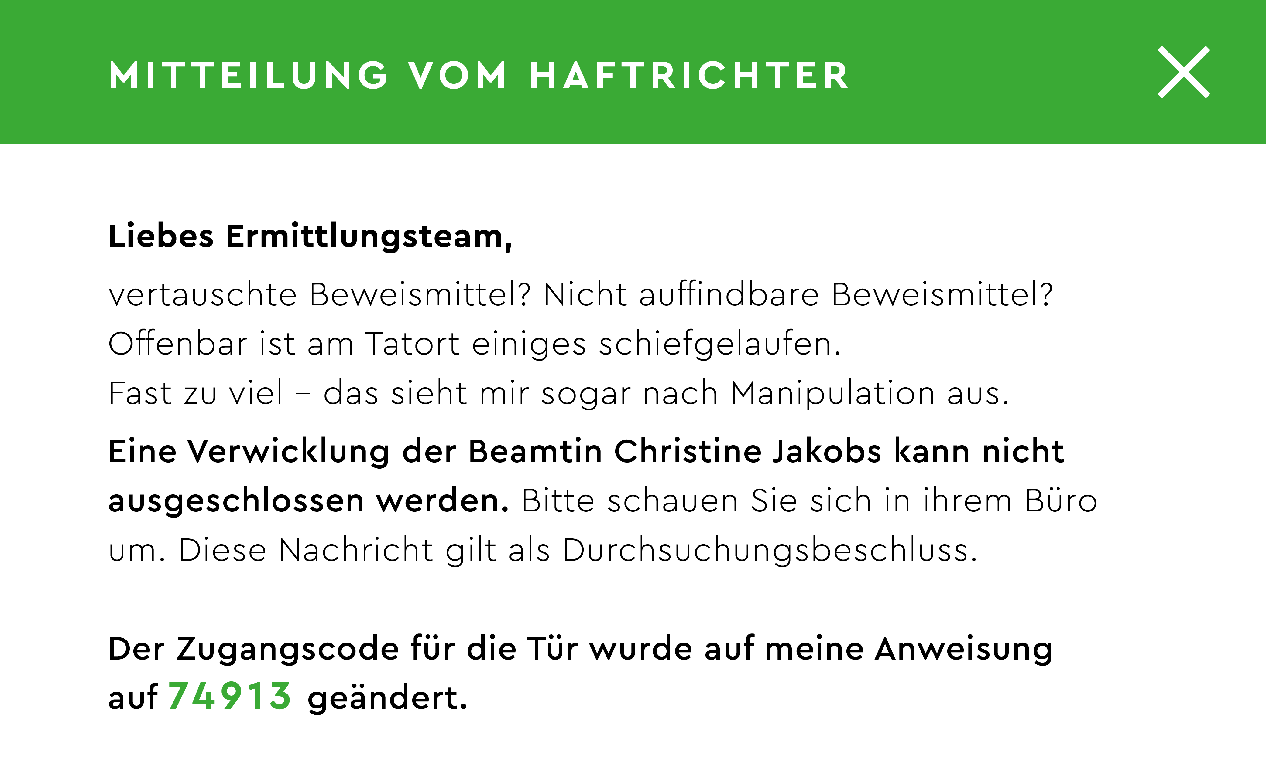 MITTEILUNG VOM HAFTRICHTER
Liebes Ermittlungsteam,
vertauschte Beweismittel? Nicht auffindbare Beweismittel?
Offenbar ist am Tatort einiges schiefgelaufen.
Fast zu viel – das sieht mir sogar nach Manipulation aus.
Eine Verwicklung der Beamtin Christine Jakobs kann nicht
ausgeschlossen werden. Bitte schauen Sie sich in ihrem Büro
um. Diese Nachricht gilt als Durchsuchungsbeschluss.
Der Zugangscode für die Tür wurde auf meine Anweisung
auf 74913 geändert.